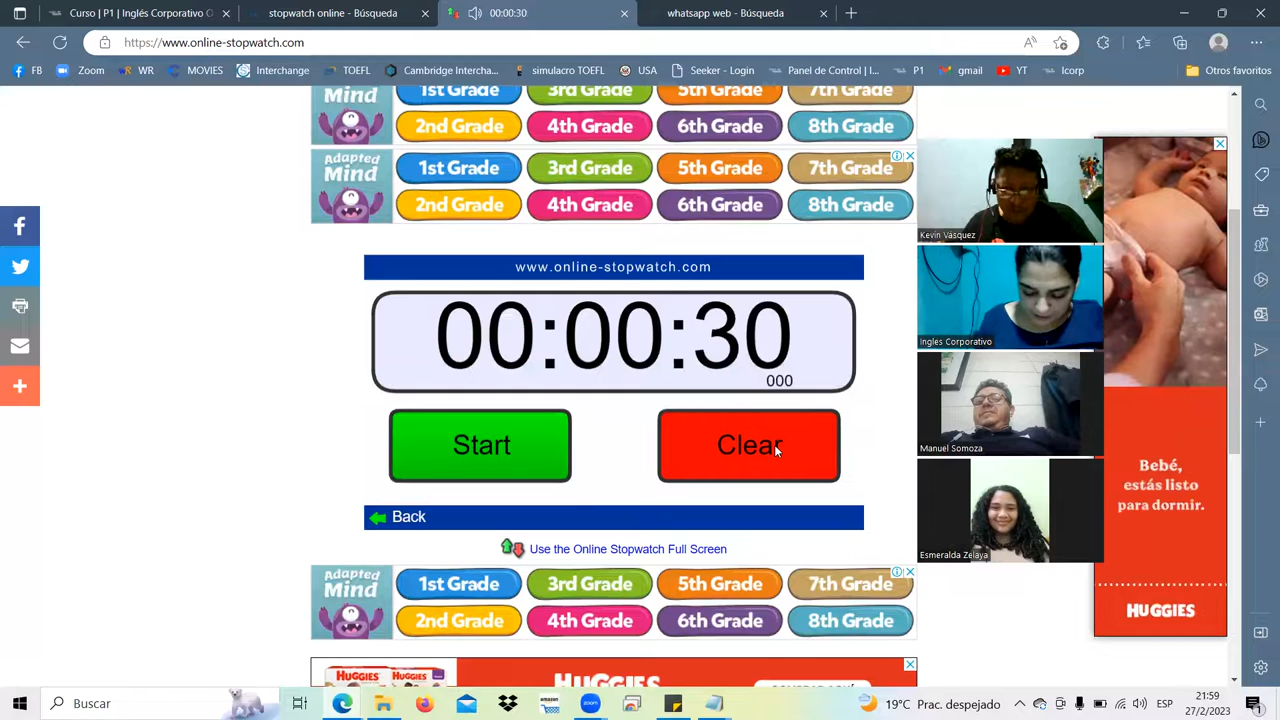 Curso | P1 | Inglés Corporativo O
stopwatch online - Búsqueda
00:00:30
whatsapp web - Búsqueda
https://www.online-stopwatch.com
FB
Zoom
WR
MOVIES
Interchange
TOEFL
Cambridge Intercha...
simulacro TOEFL
USA
Seeker - Login
Panel de Control | I...
P1
gmail
YT
Icorp
Otros favoritos
Mind
1st Grade
3rd Grade
5th Grade
7th Grade
2nd Grade
4th Grade
6th Grade
8th Grade
Adapted
Mind
1st Grade
3rd Grade
5th Grade
7th Grade
2nd Grade
4th Grade
6th Grade
8th Grade
Kevin Vasquez
www.online-stopwatch.com
00:00:30
000
Ingles Corporativo
Start
Clear
Manuel Somoza
Bebé,
estás listo
para dormir.
Back
Use the Online Stopwatch Full Screen
Esmeralda Zelaya
Adapted
Mind
1st Grade
3rd Grade
5th Grade
7th Grade
2nd Grade
4th Grade
6th Grade
8th Grade
HUGGIES
HUGGIES
HUGGIES
HUGGIES
Buscar
amazon
zoom
19°C Prac. despejado
ESP
21:59
27/2/2023